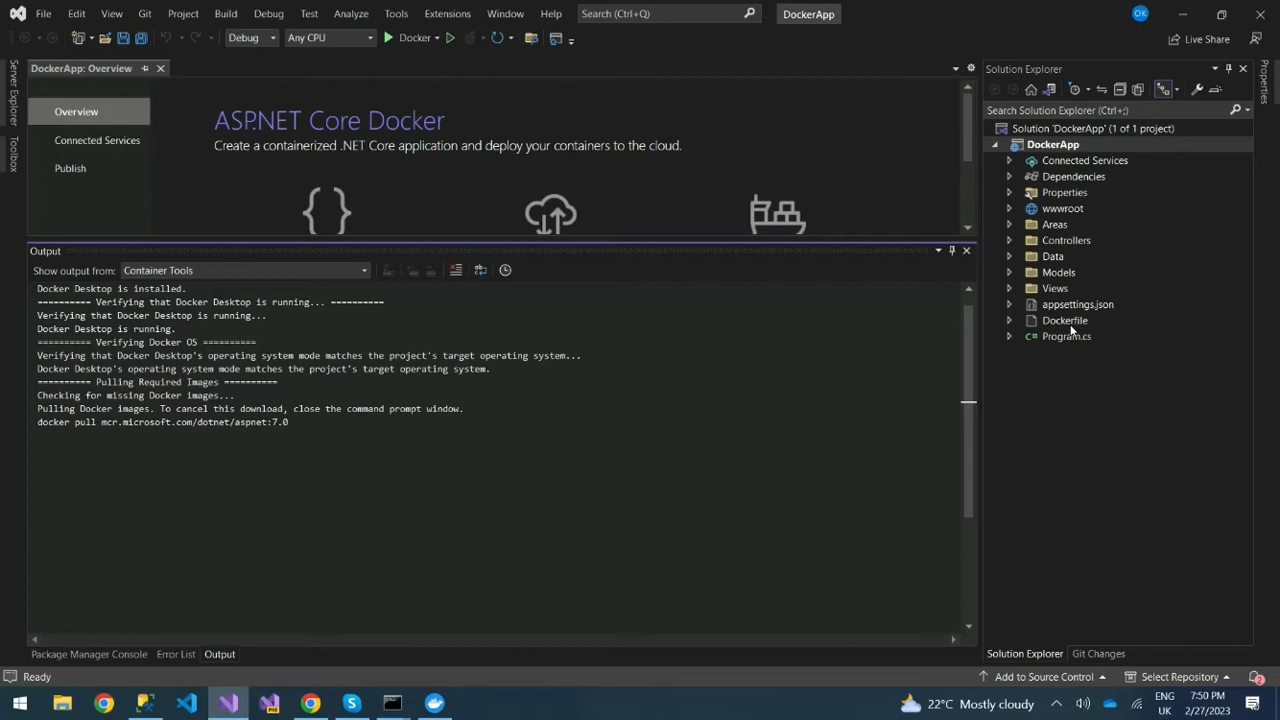 File Edit View Git Project Build Debug Test Analyze Tools Extensions Window Help Search (Ctrl+Q) DockerApp OK
Debug Any CPU Docker Live Share
Server Explorer
Toolbox
DockerApp: Overview
Overview
Connected Services
Publish
ASP.NET Core Docker
Create a containerized .NET Core application and deploy your containers to the cloud.
Output
Show output from: Container Tools
Docker Desktop is installed.
========== Verifying that Docker Desktop is running... ==========
Verifying that Docker Desktop is running...
Docker Desktop is running.
========== Verifying Docker OS ==========
Verifying that Docker Desktop's operating system mode matches the project's target operating system...
Docker Desktop's operating system mode matches the project's target operating system.
========== Pulling Required Images ==========
Checking for missing Docker images...
Pulling Docker images. To cancel this download, close the command prompt window.
docker pull mcr.microsoft.com/dotnet/aspnet:7.0
Package Manager Console Error List Output
Solution Explorer
Search Solution Explorer (Ctrl+;)
Solution 'DockerApp' (1 of 1 project)
DockerApp
Connected Services
Dependencies
Properties
wwwroot
Areas
Controllers
Data
Models
Views
appsettings.json
Dockerfile
C# Program.cs
Solution Explorer Git Changes
Properties
Ready Add to Source Control Select Repository 2
22°C Mostly cloudy
ENG
UK
7:50 PM
2/27/2023